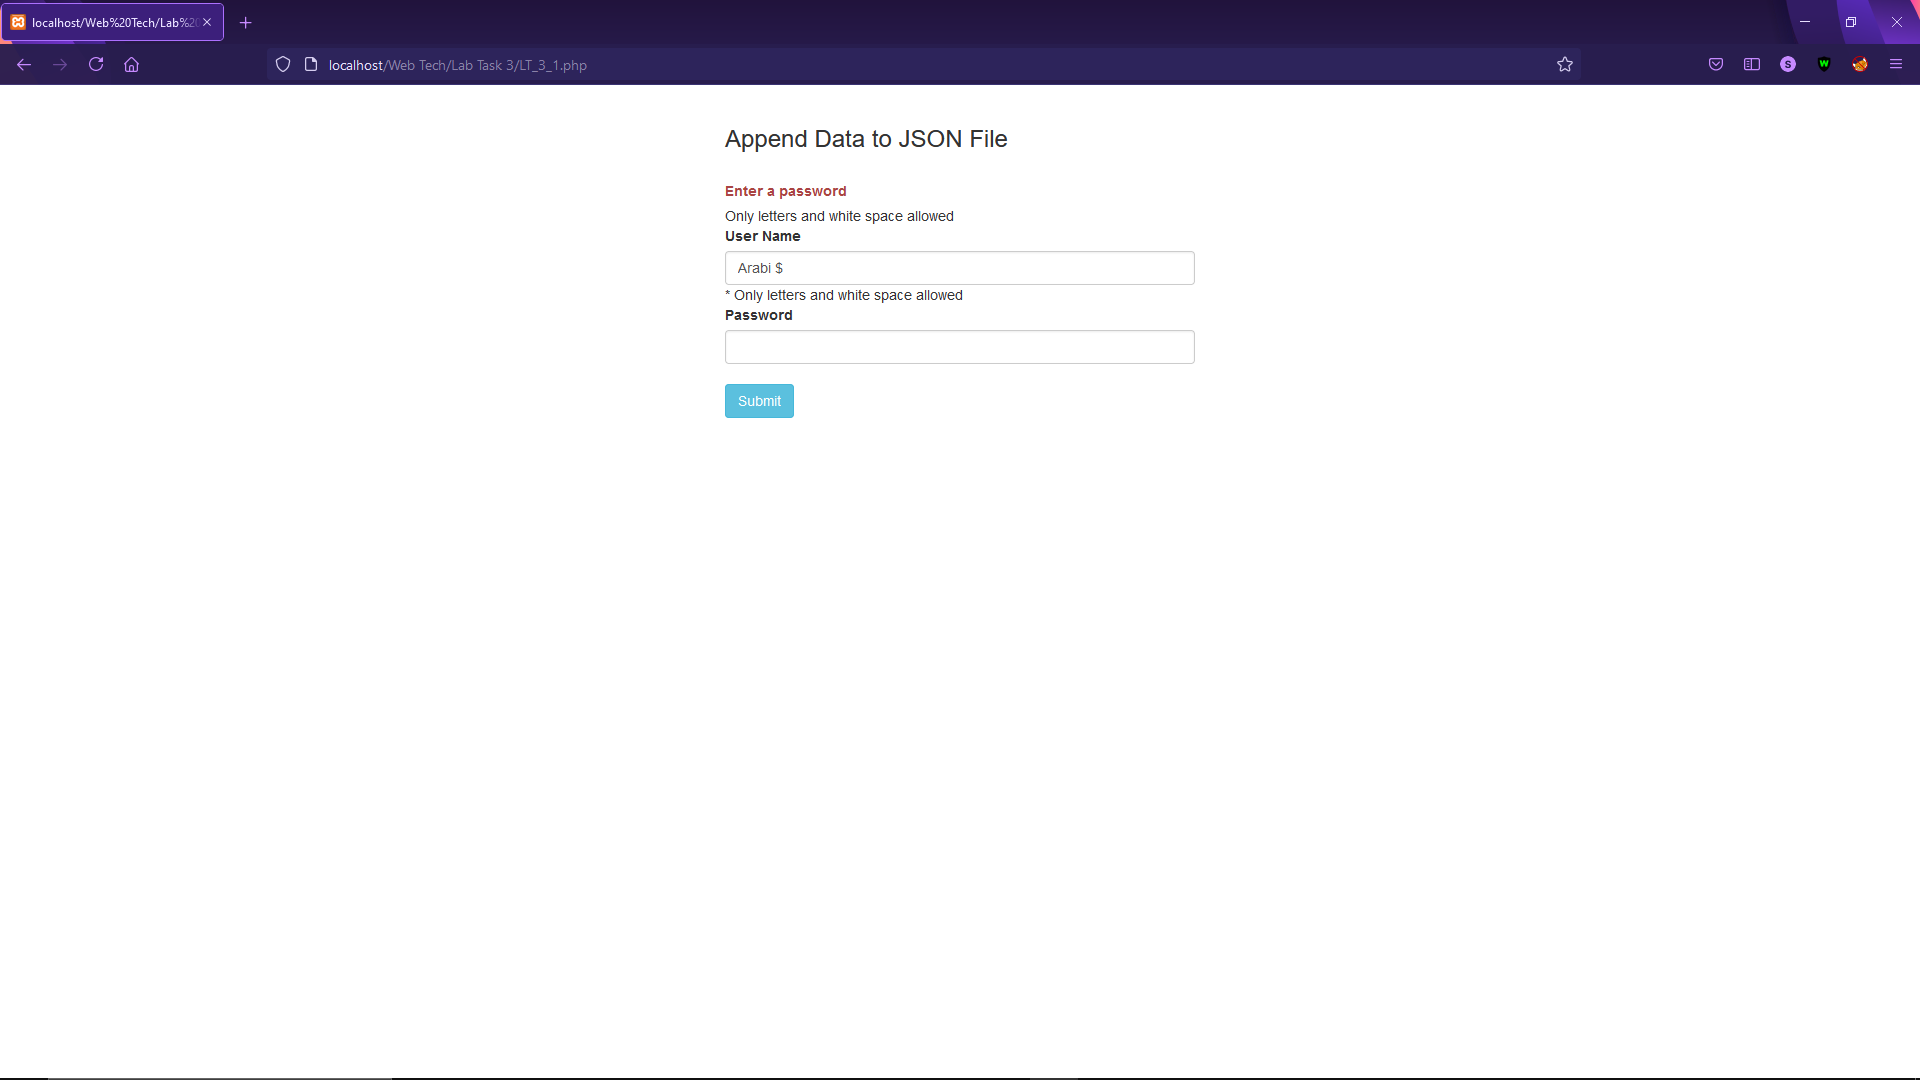 localhost/Web%20Tech/Lab%20
localhost/Web Tech/Lab Task 3/LT_3_1.php
S
W
Append Data to JSON File
Enter a password
Only letters and white space allowed
User Name
Arabi $
* Only letters and white space allowed
Password
Submit